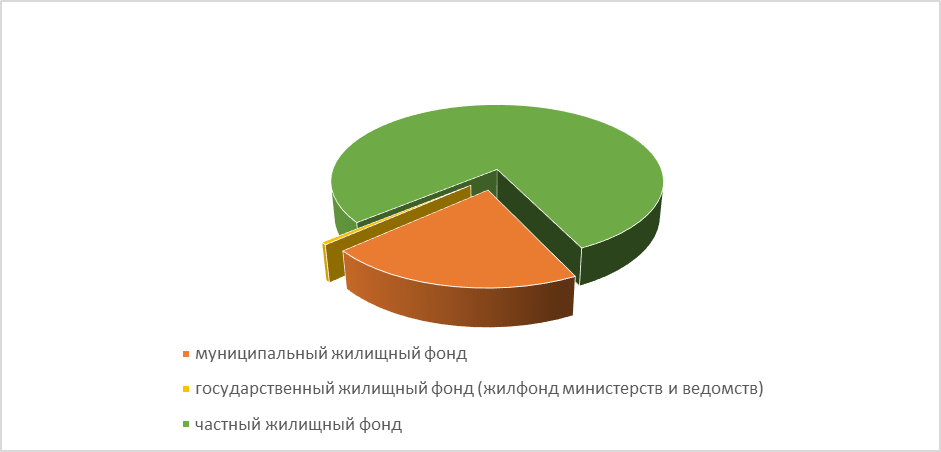 муниципальный жилищный фонд
государственный жилищный фонд (жилфонд министерств и ведомств)
частный жилищный фонд